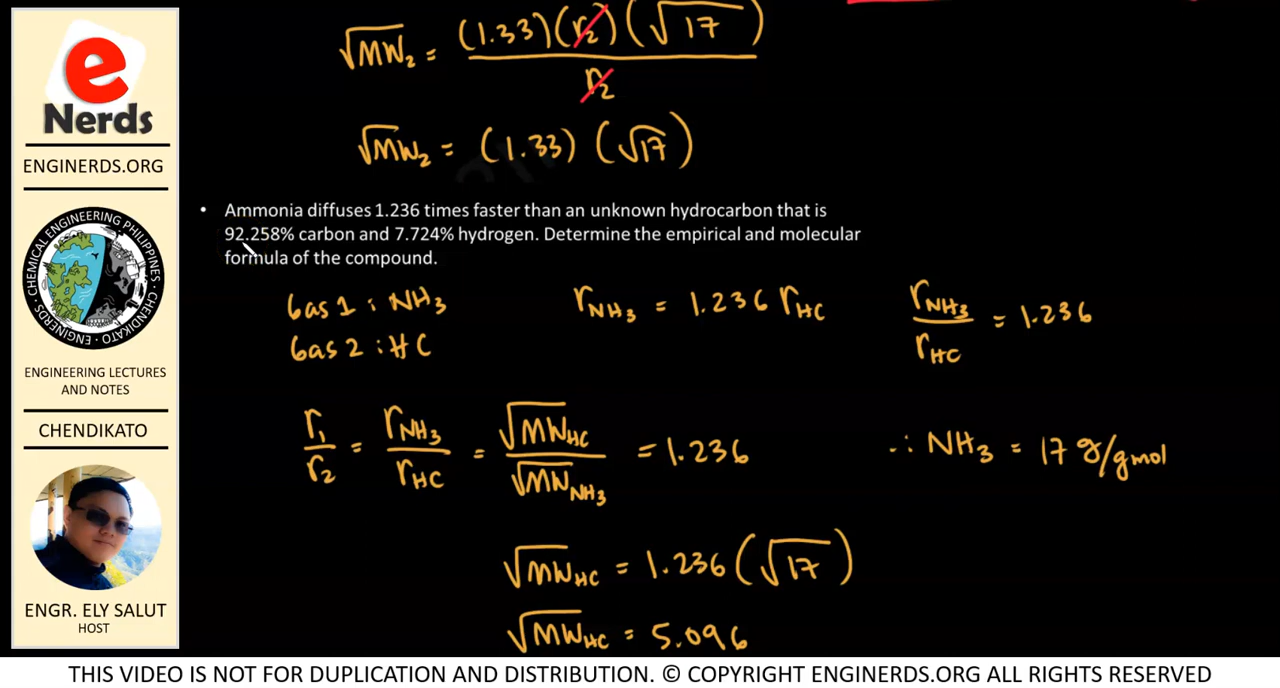 e
Nerds
ENGINERDS.ORG
CHEMICAL ENGINEERING PHILIPPINES
• CHENDIKATO • ENGINERDS •
ENGINEERING LECTURES
AND NOTES
CHENDIKATO
ENGR. ELY SALUT
HOST
√MW₂ = (1.33)(r₂)(√17) / r₂
√MW₂ = (1.33) (√17)
• Ammonia diffuses 1.236 times faster than an unknown hydrocarbon that is
92.258% carbon and 7.724% hydrogen. Determine the empirical and molecular
formula of the compound.
Gas 1 : NH₃
Gas 2 : HC
r_NH₃ = 1.236 r_HC
r_NH₃ / r_HC = 1.236
r₁ / r₂ = r_NH₃ / r_HC = √MW_HC / √MW_NH₃ = 1.236
∴ NH₃ = 17 g/gmol
√MW_HC = 1.236 (√17)
√MW_HC = 5.096
THIS VIDEO IS NOT FOR DUPLICATION AND DISTRIBUTION. © COPYRIGHT ENGINERDS.ORG ALL RIGHTS RESERVED